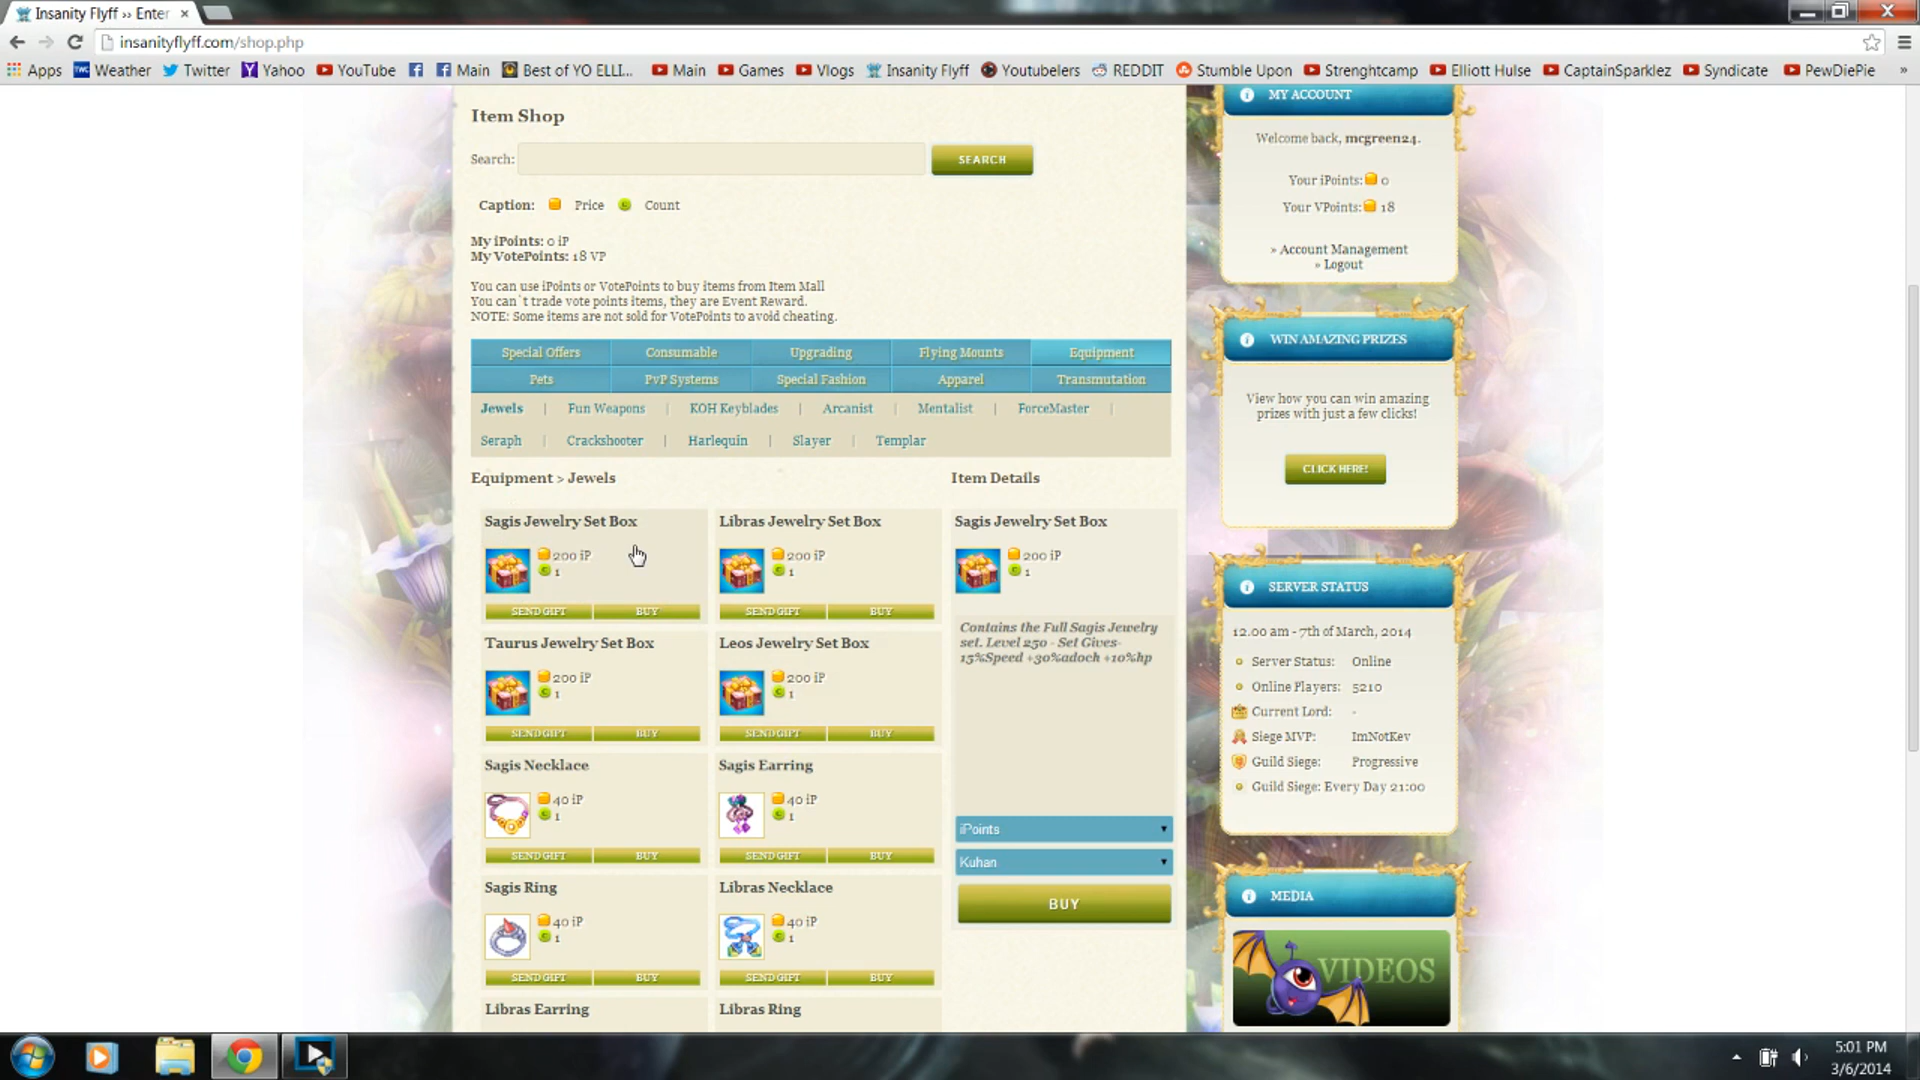 Insanity Flyff ›› Enter
insanityflyff.com/shop.php
Apps Weather Twitter Yahoo YouTube Main Best of YO ELLI... Main Games Vlogs Insanity Flyff Youtubelers REDDIT Stumble Upon Strenghtcamp Elliott Hulse CaptainSparklez Syndicate PewDiePie »
Item Shop
Search: SEARCH
Caption: Price Count
My iPoints: 0 iP
My VotePoints: 18 VP
You can use iPoints or VotePoints to buy items from Item Mall
You can`t trade vote points items, they are Event Reward.
NOTE: Some items are not sold for VotePoints to avoid cheating.
Special Offers Consumable Upgrading Flying Mounts Equipment
Pets PvP Systems Special Fashion Apparel Transmutation
Jewels | Fun Weapons | KOH Keyblades | Arcanist | Mentalist | ForceMaster |
Seraph | Crackshooter | Harlequin | Slayer | Templar
Equipment > Jewels
Sagis Jewelry Set Box
200 iP
1
SEND GIFT BUY
Libras Jewelry Set Box
200 iP
1
SEND GIFT BUY
Taurus Jewelry Set Box
200 iP
1
SEND GIFT BUY
Leos Jewelry Set Box
200 iP
1
SEND GIFT BUY
Sagis Necklace
40 iP
1
SEND GIFT BUY
Sagis Earring
40 iP
1
SEND GIFT BUY
Sagis Ring
40 iP
1
SEND GIFT BUY
Libras Necklace
40 iP
1
SEND GIFT BUY
Libras Earring
Libras Ring
Item Details
Sagis Jewelry Set Box
200 iP
1
Contains the Full Sagis Jewelry
set. Level 250 - Set Gives-
15%Speed +30%adoch +10%hp
iPoints
Kuhan
BUY
MY ACCOUNT
Welcome back, mcgreen24.
Your iPoints: 0
Your VPoints: 18
» Account Management
» Logout
WIN AMAZING PRIZES
View how you can win amazing
prizes with just a few clicks!
CLICK HERE!
SERVER STATUS
12.00 am - 7th of March, 2014
Server Status: Online
Online Players: 5210
Current Lord: -
Siege MVP: ImNotKev
Guild Siege: Progressive
Guild Siege: Every Day 21:00
MEDIA
VIDEOS
5:01 PM
3/6/2014